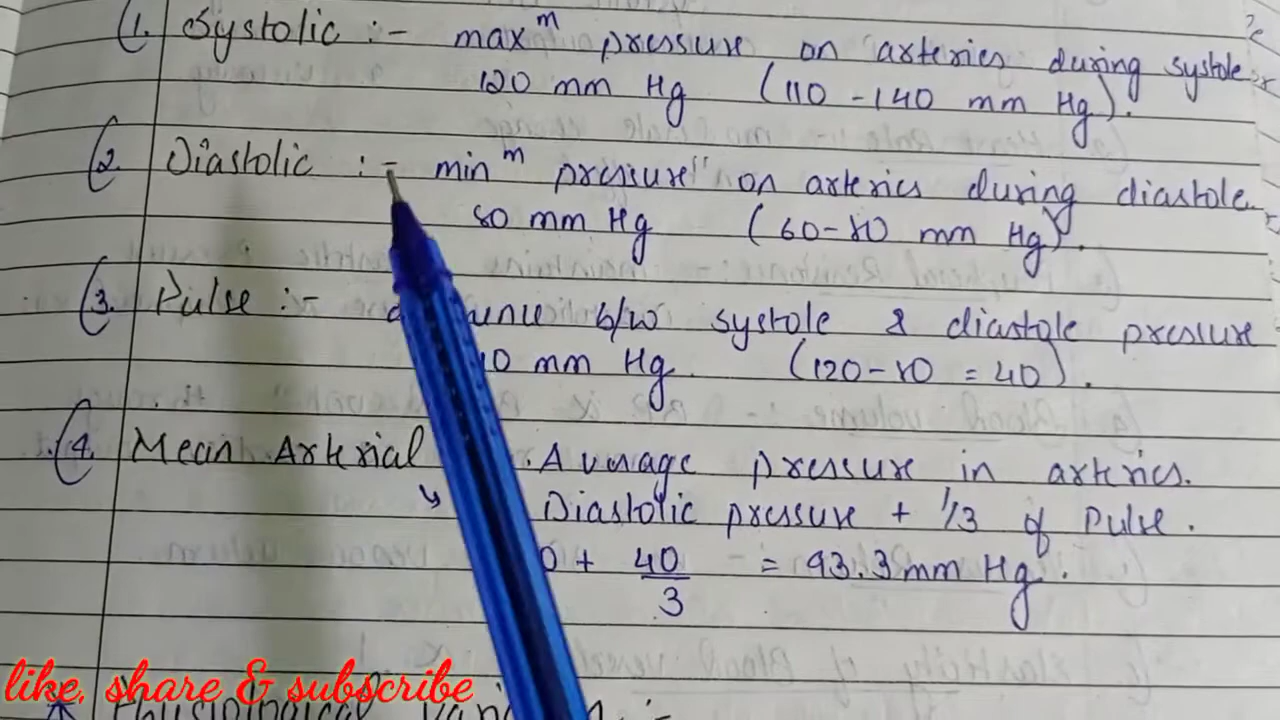 (1. Systolic :- max^m pressure on arteries during systole
120 mm Hg (110 - 140 mm Hg).
(2. Diastolic :- min^m pressure on arteries during diastole
80 mm Hg (60-80 mm Hg).
(3. Pulse :- b/w systole & diastole pressure
mm Hg. (120-80 = 40).
(4. Mean Arterial Average pressure in arteries.
↳ Diastolic pressure + 1/3 of Pulse.
0 + 40/3 = 93.3 mm Hg.
like, share & subscribe
* Physiological